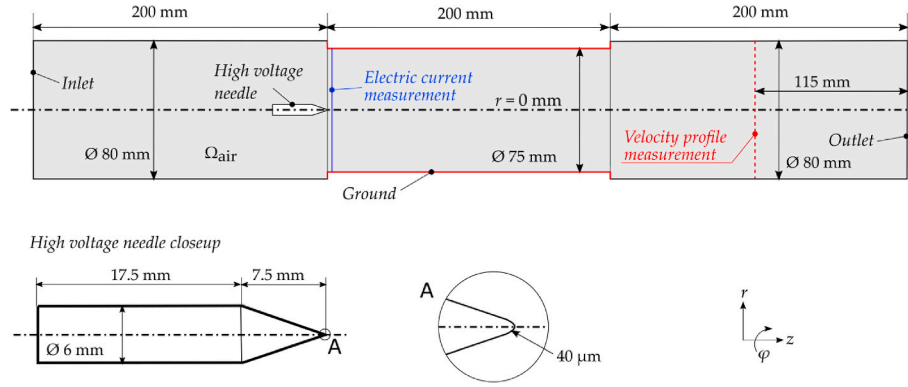 200 mm
200 mm
200 mm
Inlet
High voltage
needle
Electric current
measurement
r = 0 mm
115 mm
Ø 80 mm
Ωair
Ø 75 mm
Velocity profile
measurement
Outlet
Ø 80 mm
Ground
High voltage needle closeup
17.5 mm
7.5 mm
Ø 6 mm
A
A
40 μm
r
z
φ